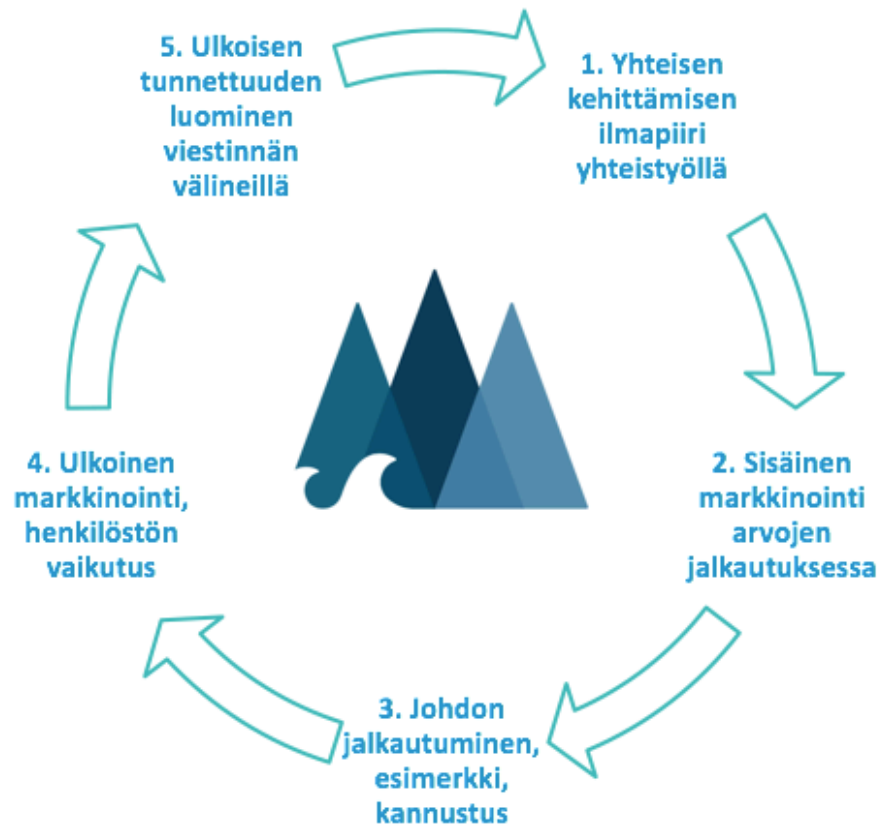 1. Yhteisen
kehittämisen
ilmapiiri
yhteistyöllä
2. Sisäinen
markkinointi
arvojen
jalkautuksessa
3. Johdon
jalkautuminen,
esimerkki,
kannustus
4. Ulkoinen
markkinointi,
henkilöstön
vaikutus
5. Ulkoisen
tunnettuuden
luominen
viestinnän
välineillä